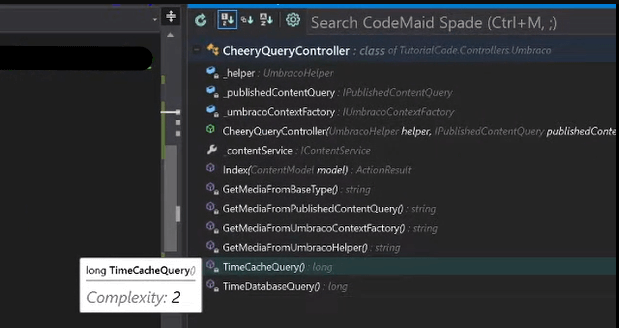 Search CodeMaid Spade (Ctrl+M, ;)
CheeryQueryController : class of TutorialCode.Controllers.Umbraco
_helper : UmbracoHelper
_publishedContentQuery : IPublishedContentQuery
_umbracoContextFactory : IUmbracoContextFactory
CheeryQueryController(UmbracoHelper helper, IPublishedContentQuery publishedConte
_contentService : IContentService
Index(ContentModel model) : ActionResult
GetMediaFromBaseType() : string
GetMediaFromPublishedContentQuery() : string
GetMediaFromUmbracoContextFactory() : string
GetMediaFromUmbracoHelper() : string
long TimeCacheQuery()
TimeCacheQuery() : long
Complexity: 2
TimeDatabaseQuery() : long